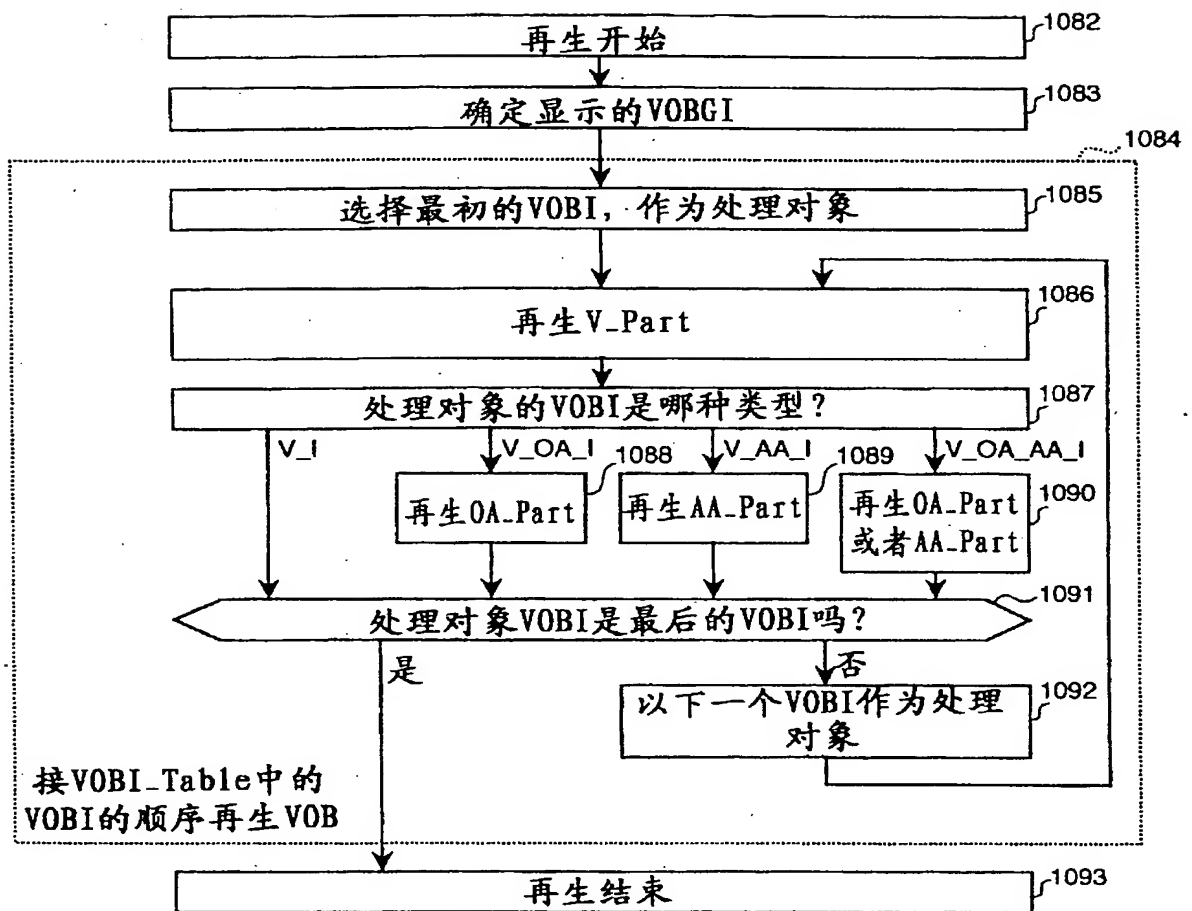 再生开始
1082
确定显示的VOBGI
1083
1084
选择最初的VOBI，作为处理对象
1085
再生V_Part
1086
处理对象的VOBI是哪种类型?
1087
V_I
V_OA_I
1088
V_AA_I
1089
V_OA_AA_I
再生OA_Part
再生AA_Part
再生OA_Part
或者AA_Part
1090
处理对象VOBI是最后的VOBI吗?
1091
是
否
以下一个VOBI作为处理
对象
1092
接VOBI_Table中的
VOBI的顺序再生VOB
再生结束
1093